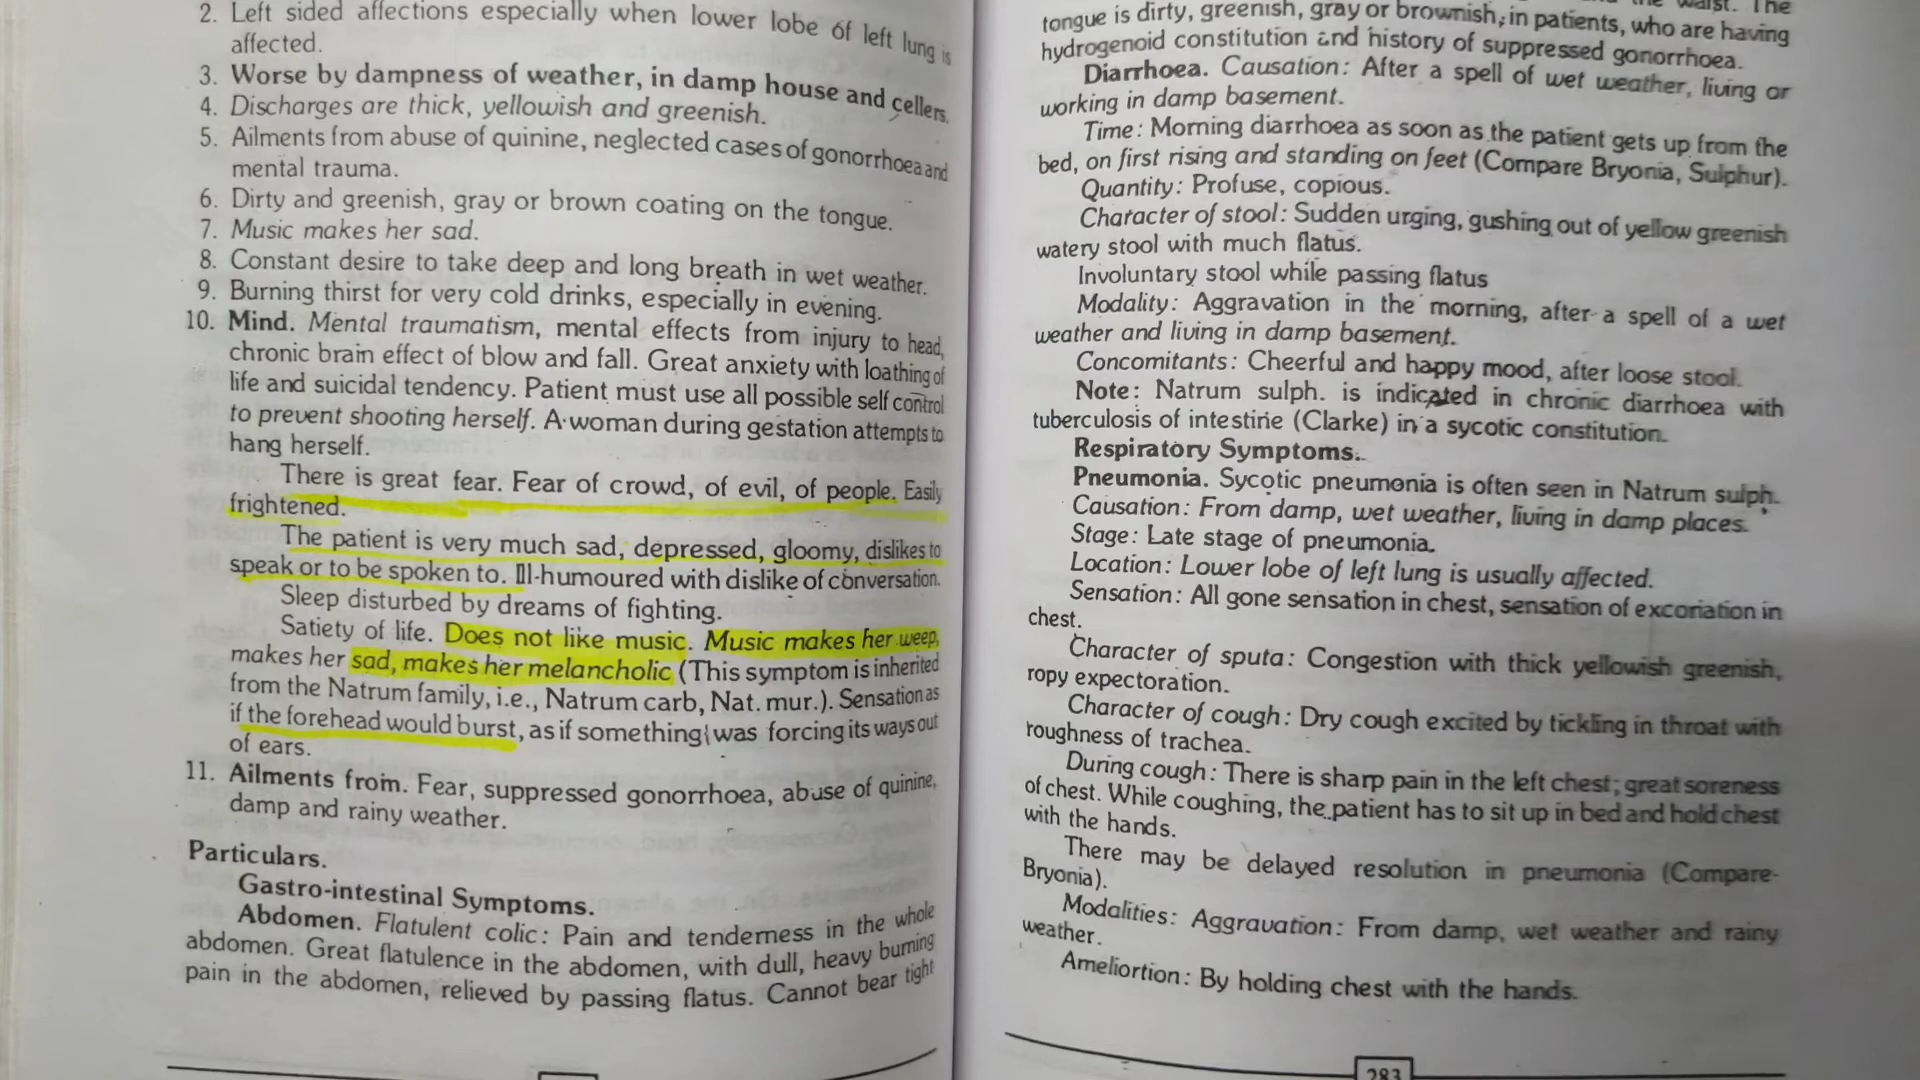 2. Left sided affections especially when lower lobe of left lung is
affected.
3. Worse by dampness of weather, in damp house and cellers.
4. Discharges are thick, yellowish and greenish.
5. Ailments from abuse of quinine, neglected cases of gonorrhoea and
mental trauma.
6. Dirty and greenish, gray or brown coating on the tongue.
7. Music makes her sad.
8. Constant desire to take deep and long breath in wet weather.
9. Burning thirst for very cold drinks, especially in evening.
10. Mind. Mental traumatism, mental effects from injury to head,
chronic brain effect of blow and fall. Great anxiety with loathing of
life and suicidal tendency. Patient must use all possible self control
to prevent shooting herself. A woman during gestation attempts to
hang herself.
There is great fear. Fear of crowd, of evil, of people. Easily
frightened.
The patient is very much sad, depressed, gloomy, dislikes to
speak or to be spoken to. Ill-humoured with dislike of conversation.
Sleep disturbed by dreams of fighting.
Satiety of life. Does not like music. Music makes her weep,
makes her sad, makes her melancholic (This symptom is inherited
from the Natrum family, i.e., Natrum carb, Nat. mur.). Sensation as
if the forehead would burst, as if something was forcing its ways out
of ears.
11. Ailments from. Fear, suppressed gonorrhoea, abuse of quinine,
damp and rainy weather.
Particulars.
Gastro-intestinal Symptoms.
Abdomen. Flatulent colic: Pain and tenderness in the whole
abdomen. Great flatulence in the abdomen, with dull, heavy burning
pain in the abdomen, relieved by passing flatus. Cannot bear tight
the waist. The
tongue is dirty, greenish, gray or brownish, in patients, who are having
hydrogenoid constitution and history of suppressed gonorrhoea.
Diarrhoea. Causation: After a spell of wet weather, living or
working in damp basement.
Time: Morning diarrhoea as soon as the patient gets up from the
bed, on first rising and standing on feet (Compare Bryonia, Sulphur).
Quantity: Profuse, copious.
Character of stool: Sudden urging, gushing out of yellow greenish
watery stool with much flatus.
Involuntary stool while passing flatus
Modality: Aggravation in the morning, after a spell of a wet
weather and living in damp basement.
Concomitants: Cheerful and happy mood, after loose stool.
Note: Natrum sulph. is indicated in chronic diarrhoea with
tuberculosis of intestine (Clarke) in a sycotic constitution.
Respiratory Symptoms.
Pneumonia. Sycotic pneumonia is often seen in Natrum sulph.
Causation: From damp, wet weather, living in damp places.
Stage: Late stage of pneumonia.
Location: Lower lobe of left lung is usually affected.
Sensation: All gone sensation in chest, sensation of excoriation in
chest.
Character of sputa: Congestion with thick yellowish greenish,
ropy expectoration.
Character of cough: Dry cough excited by tickling in throat with
roughness of trachea.
During cough: There is sharp pain in the left chest; great soreness
of chest. While coughing, the patient has to sit up in bed and hold chest
with the hands.
There may be delayed resolution in pneumonia (Compare-
Bryonia).
Modalities: Aggravation: From damp, wet weather and rainy
weather.
Ameliortion: By holding chest with the hands.
283